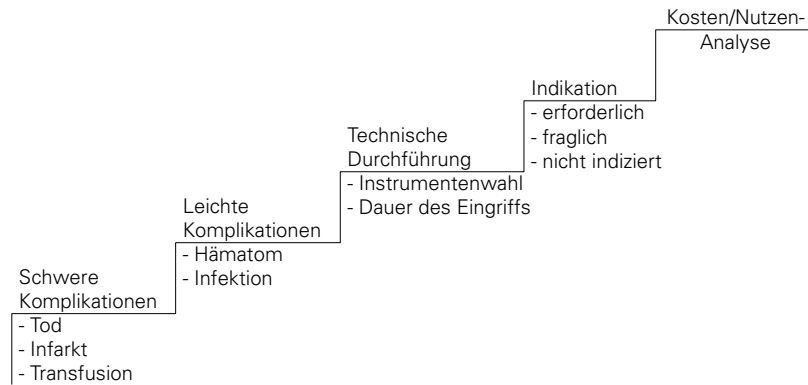 Kosten/Nutzen-
Analyse
Indikation
- erforderlich
- fraglich
- nicht indiziert
Technische
Durchführung
- Instrumentenwahl
- Dauer des Eingriffs
Leichte
Komplikationen
- Hämatom
- Infektion
Schwere
Komplikationen
- Tod
- Infarkt
- Transfusion